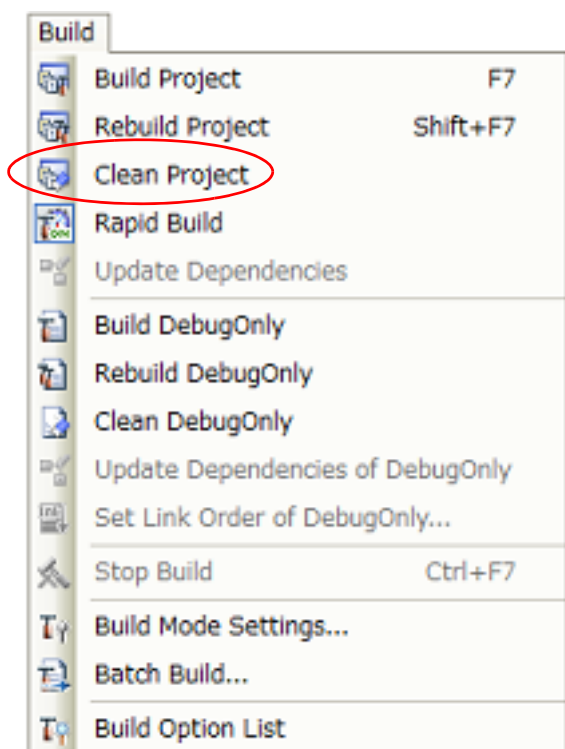 Build
Build Project F7
Rebuild Project Shift+F7
Clean Project
Rapid Build
Update Dependencies
Build DebugOnly
Rebuild DebugOnly
Clean DebugOnly
Update Dependencies of DebugOnly
Set Link Order of DebugOnly...
Stop Build Ctrl+F7
Build Mode Settings...
Batch Build...
Build Option List